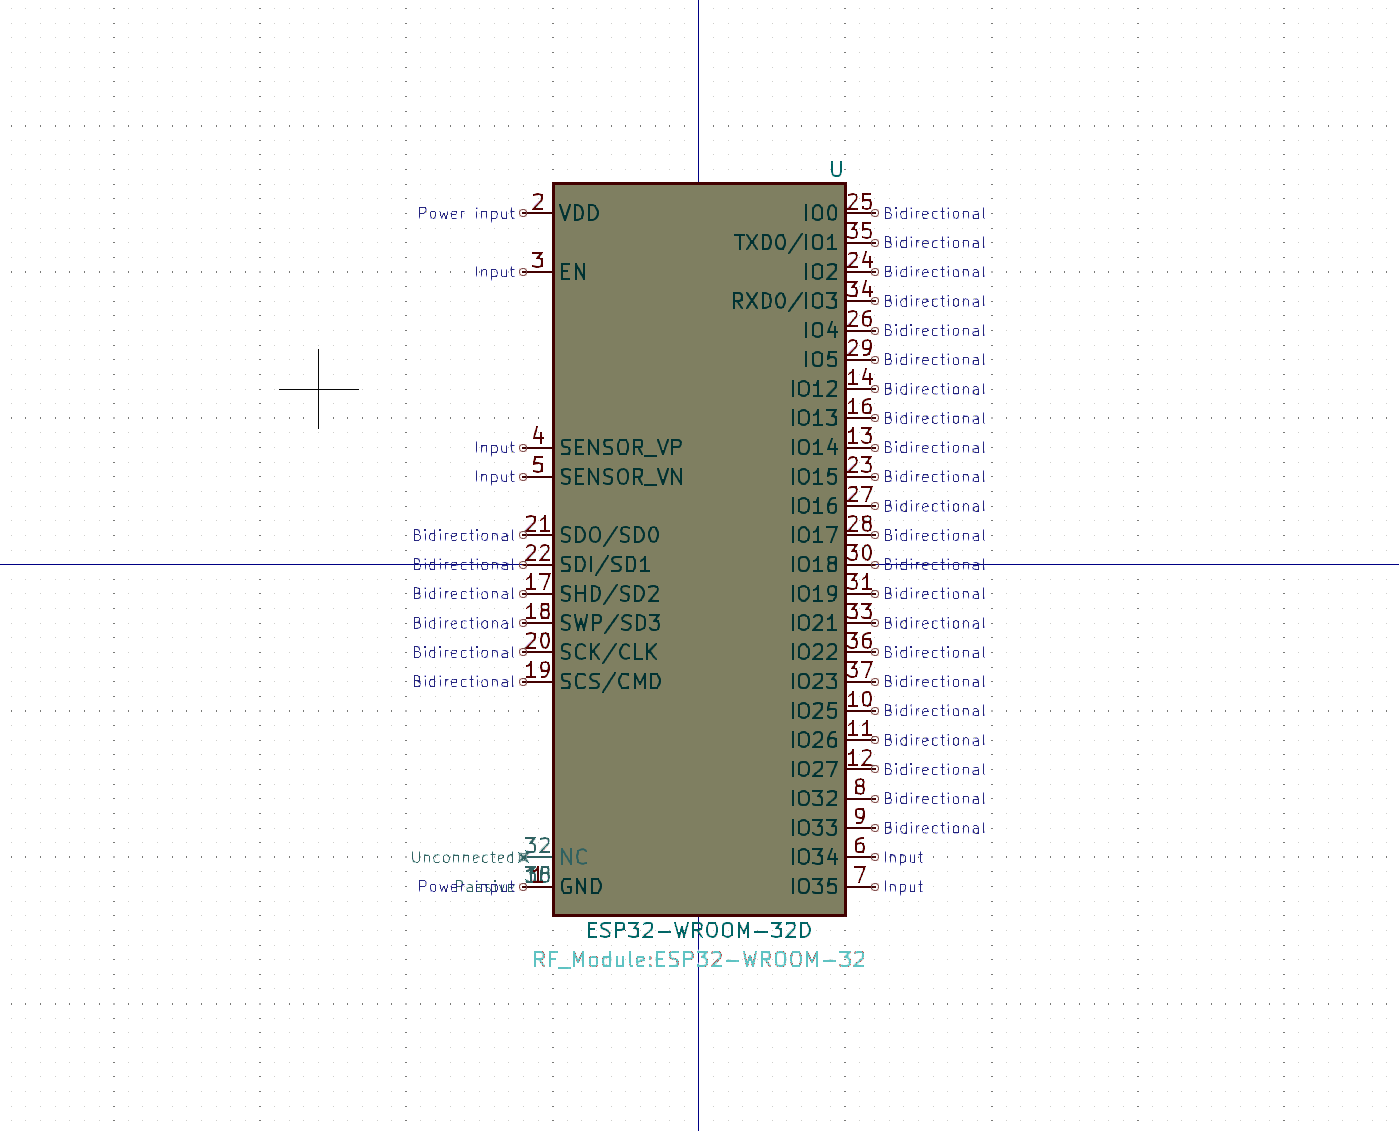 U
Power input 2 VDD IO0 25 Bidirectional
TXD0/IO1 35 Bidirectional
Input 3 EN IO2 24 Bidirectional
RXD0/IO3 34 Bidirectional
IO4 26 Bidirectional
IO5 29 Bidirectional
IO12 14 Bidirectional
IO13 16 Bidirectional
Input 4 SENSOR_VP IO14 13 Bidirectional
Input 5 SENSOR_VN IO15 23 Bidirectional
IO16 27 Bidirectional
Bidirectional 21 SDO/SD0 IO17 28 Bidirectional
Bidirectional 22 SDI/SD1 IO18 30 Bidirectional
Bidirectional 17 SHD/SD2 IO19 31 Bidirectional
Bidirectional 18 SWP/SD3 IO21 33 Bidirectional
Bidirectional 20 SCK/CLK IO22 36 Bidirectional
Bidirectional 19 SCS/CMD IO23 37 Bidirectional
IO25 10 Bidirectional
IO26 11 Bidirectional
IO27 12 Bidirectional
IO32 8 Bidirectional
IO33 9 Bidirectional
Unconnected 32 NC IO34 6 Input
Power input 1 GND IO35 7 Input
ESP32-WROOM-32D
RF_Module:ESP32-WROOM-32